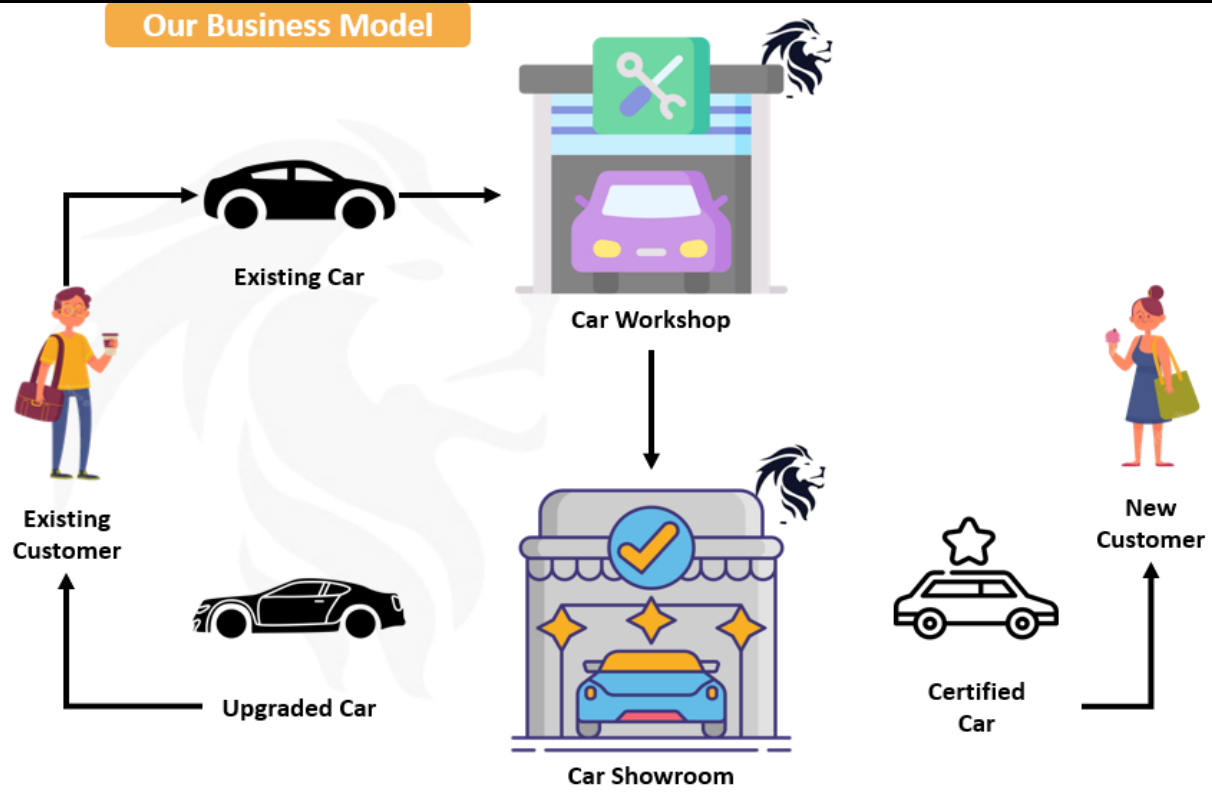 Our Business Model
Existing Car
Car Workshop
Existing
Customer
New
Customer
Upgraded Car
Certified
Car
Car Showroom